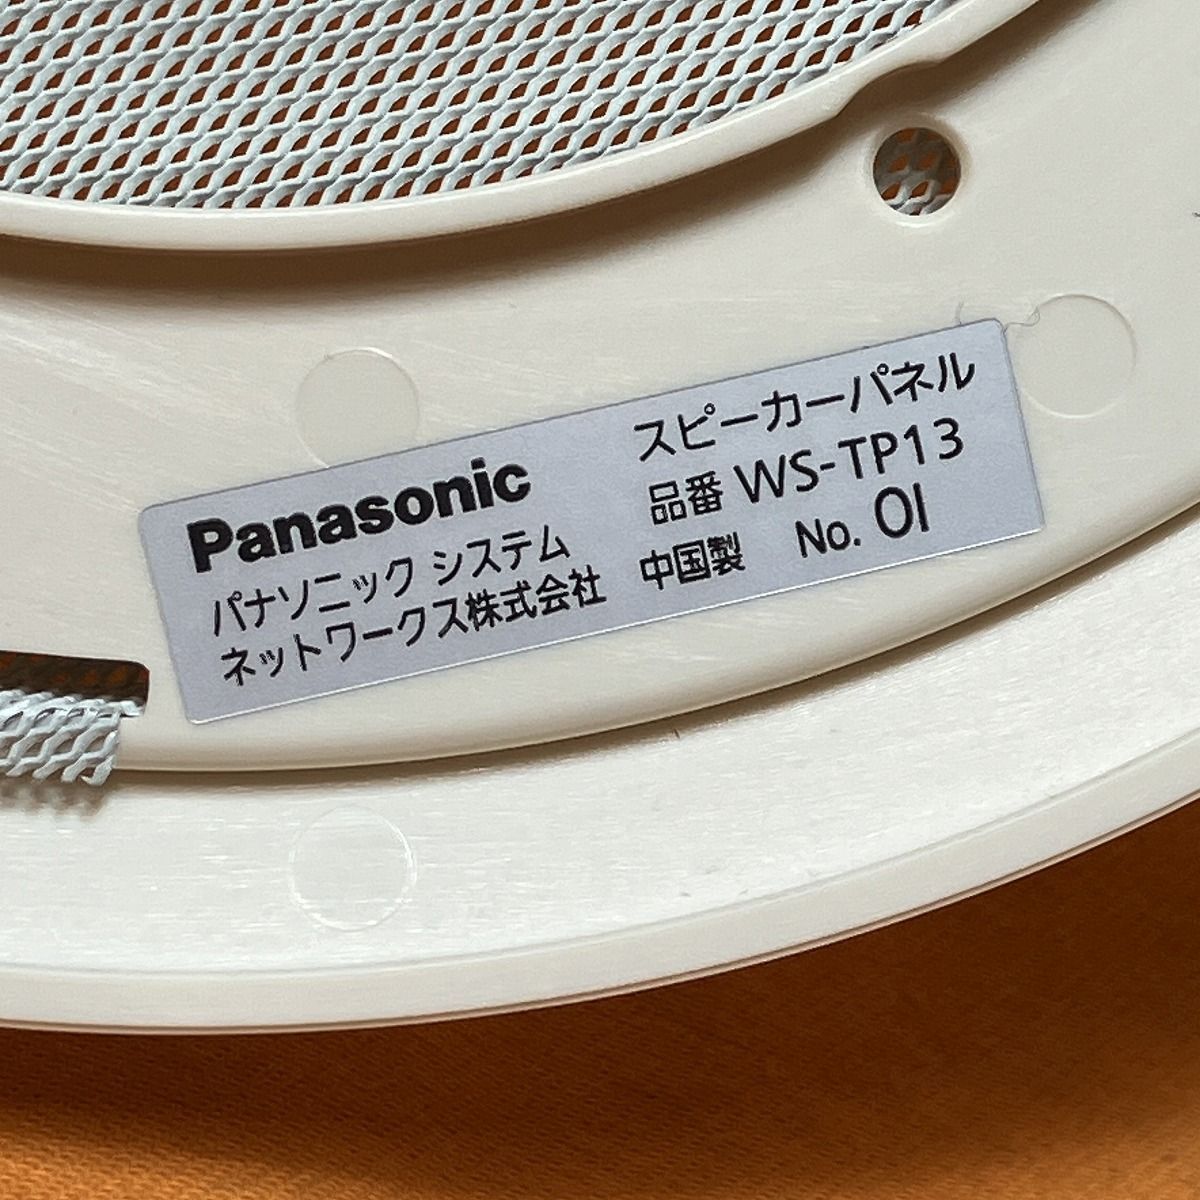 Panasonic
パナソニック システム
ネットワークス株式会社
スピーカーパネル
品番 WS-TP13
中国製 No. 01